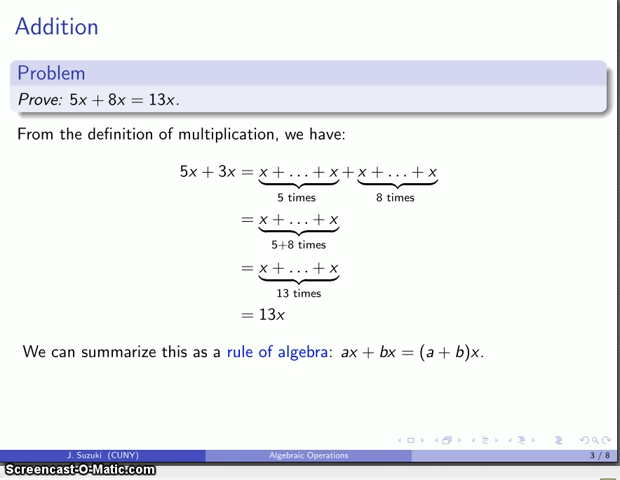 Addition
Problem
Prove: 5x + 8x = 13x.
From the definition of multiplication, we have:
5x + 3x = x + . . . + x + x + . . . + x
5 times 8 times
= x + . . . + x
5+8 times
= x + . . . + x
13 times
= 13x
We can summarize this as a rule of algebra: ax + bx = (a + b)x.
J. Suzuki (CUNY) Algebraic Operations 3 / 8
Screencast-O-Matic.com